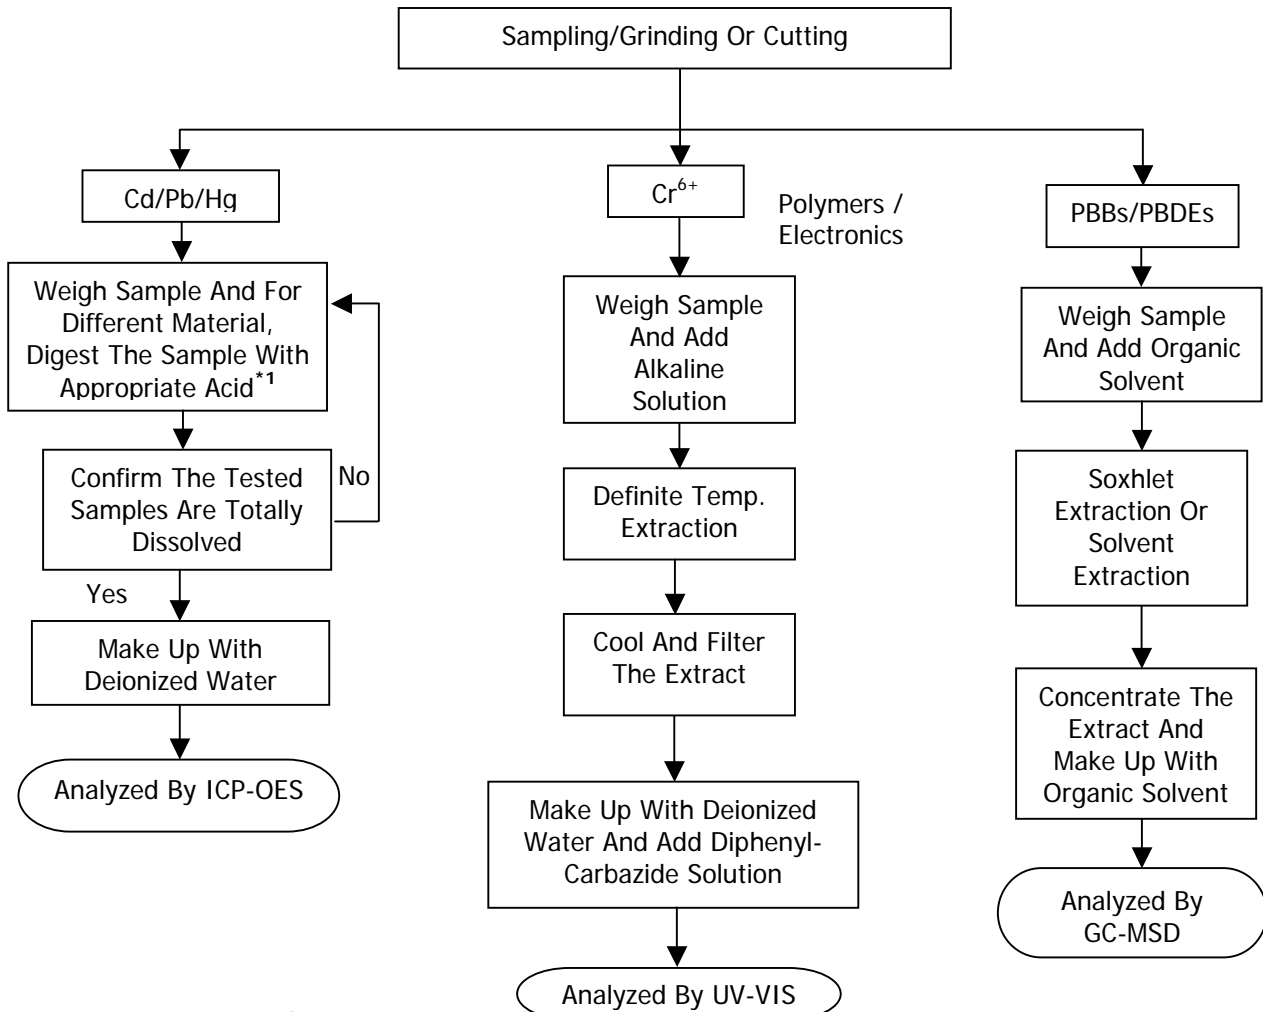 Sampling/Grinding Or Cutting
Cd/Pb/Hg
Weigh Sample And For
Different Material,
Digest The Sample With
Appropriate Acid*1
Confirm The Tested
Samples Are Totally
Dissolved
No
Yes
Make Up With
Deionized Water
Analyzed By ICP-OES
Cr6+
Polymers /
Electronics
Weigh Sample
And Add
Alkaline
Solution
Definite Temp.
Extraction
Cool And Filter
The Extract
Make Up With Deionized
Water And Add Diphenyl-
Carbazide Solution
Analyzed By UV-VIS
PBBs/PBDEs
Weigh Sample
And Add Organic
Solvent
Soxhlet
Extraction Or
Solvent
Extraction
Concentrate The
Extract And
Make Up With
Organic Solvent
Analyzed By
GC-MSD